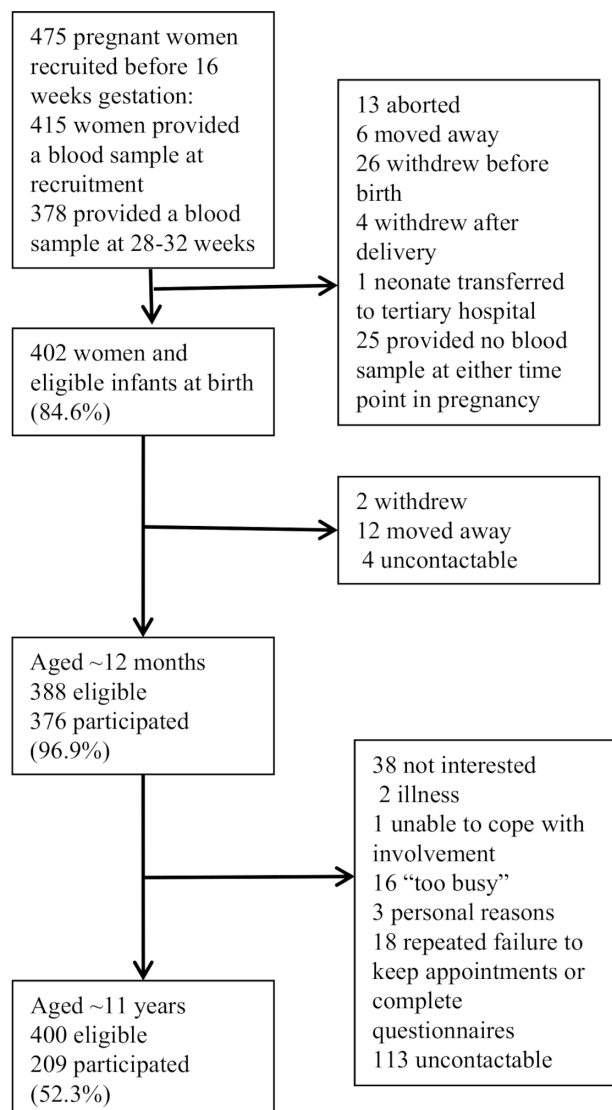 475 pregnant women
recruited before 16
weeks gestation:
415 women provided
a blood sample at
recruitment
378 provided a blood
sample at 28-32 weeks
13 aborted
6 moved away
26 withdrew before
birth
4 withdrew after
delivery
1 neonate transferred
to tertiary hospital
25 provided no blood
sample at either time
point in pregnancy
402 women and
eligible infants at birth
(84.6%)
2 withdrew
12 moved away
4 uncontactable
Aged ~12 months
388 eligible
376 participated
(96.9%)
38 not interested
2 illness
1 unable to cope with
involvement
16 “too busy”
3 personal reasons
18 repeated failure to
keep appointments or
complete
questionnaires
113 uncontactable
Aged ~11 years
400 eligible
209 participated
(52.3%)